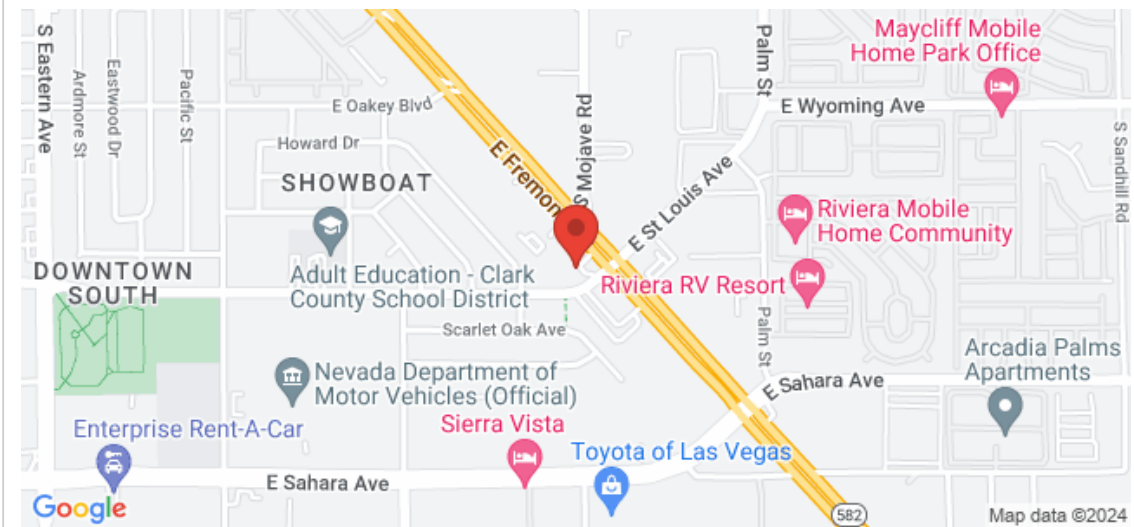 S Eastern Ave
Ardmore St
Eastwood Dr
Pacific St
E Oakey Blvd
Howard Dr
SHOWBOAT
E Fremon
S Mojave Rd
Palm St
Maycliff Mobile
Home Park Office
E Wyoming Ave
S Sandhill Rd
E St Louis Ave
Riviera Mobile
Home Community
DOWNTOWN
SOUTH
Adult Education - Clark
County School District
Riviera RV Resort
Scarlet Oak Ave
Palm St
Nevada Department of
Motor Vehicles (Official)
Arcadia Palms
Apartments
E Sahara Ave
Enterprise Rent-A-Car
Sierra Vista
Toyota of Las Vegas
E Sahara Ave
Google
582
Map data ©2024